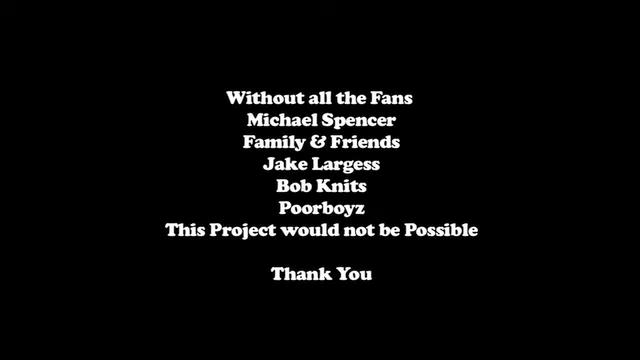 Without all the Fans
Michael Spencer
Family & Friends
Jake Largess
Bob Knits
Poorboyz
This Project would not be Possible
Thank You